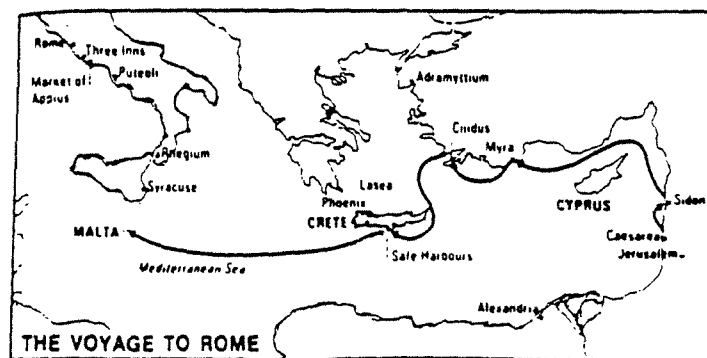 Rome
Three Inns
Puteoli
Market of
Appius
Adramyttium
Cnidus
Myra
Rhegium
Syracuse
Lasea
Phoenix
CRETE
CYPRUS
Sidon
Caesarea
Jerusalem
MALTA
Mediterranean Sea
Safe Harbours
Alexandria
THE VOYAGE TO ROME